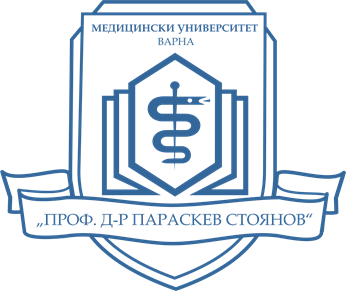 МЕДИЦИНСКИ УНИВЕРСИТЕТ
ВАРНА
„ПРОФ. Д-Р ПАРАСКЕВ СТОЯНОВ“